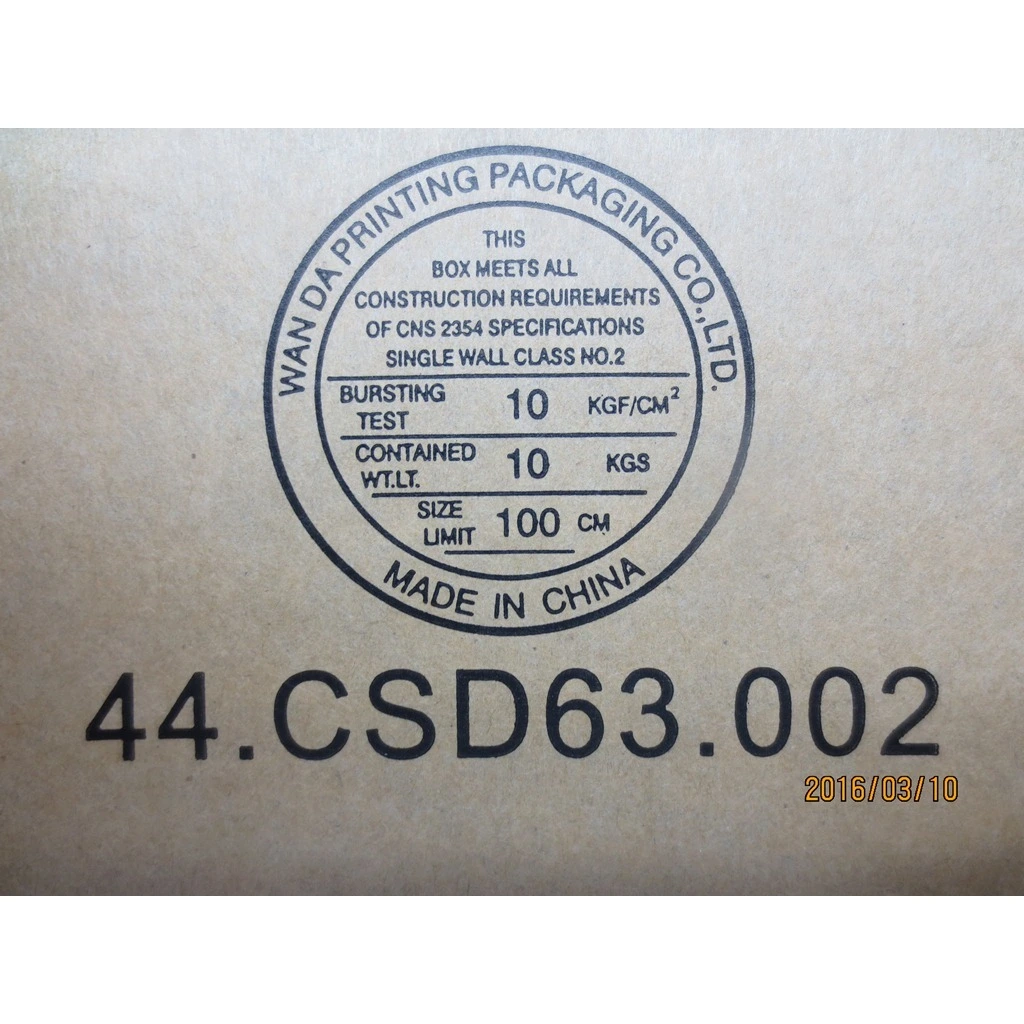 WAN DA PRINTING PACKAGING CO.,LTD.
THIS
BOX MEETS ALL
CONSTRUCTION REQUIREMENTS
OF CNS 2354 SPECIFICATIONS
SINGLE WALL CLASS NO.2
BURSTING TEST 10 KGF/CM²
CONTAINED WT.LT. 10 KGS
SIZE LIMIT 100 CM
MADE IN CHINA
44.CSD63.002
2016/03/10